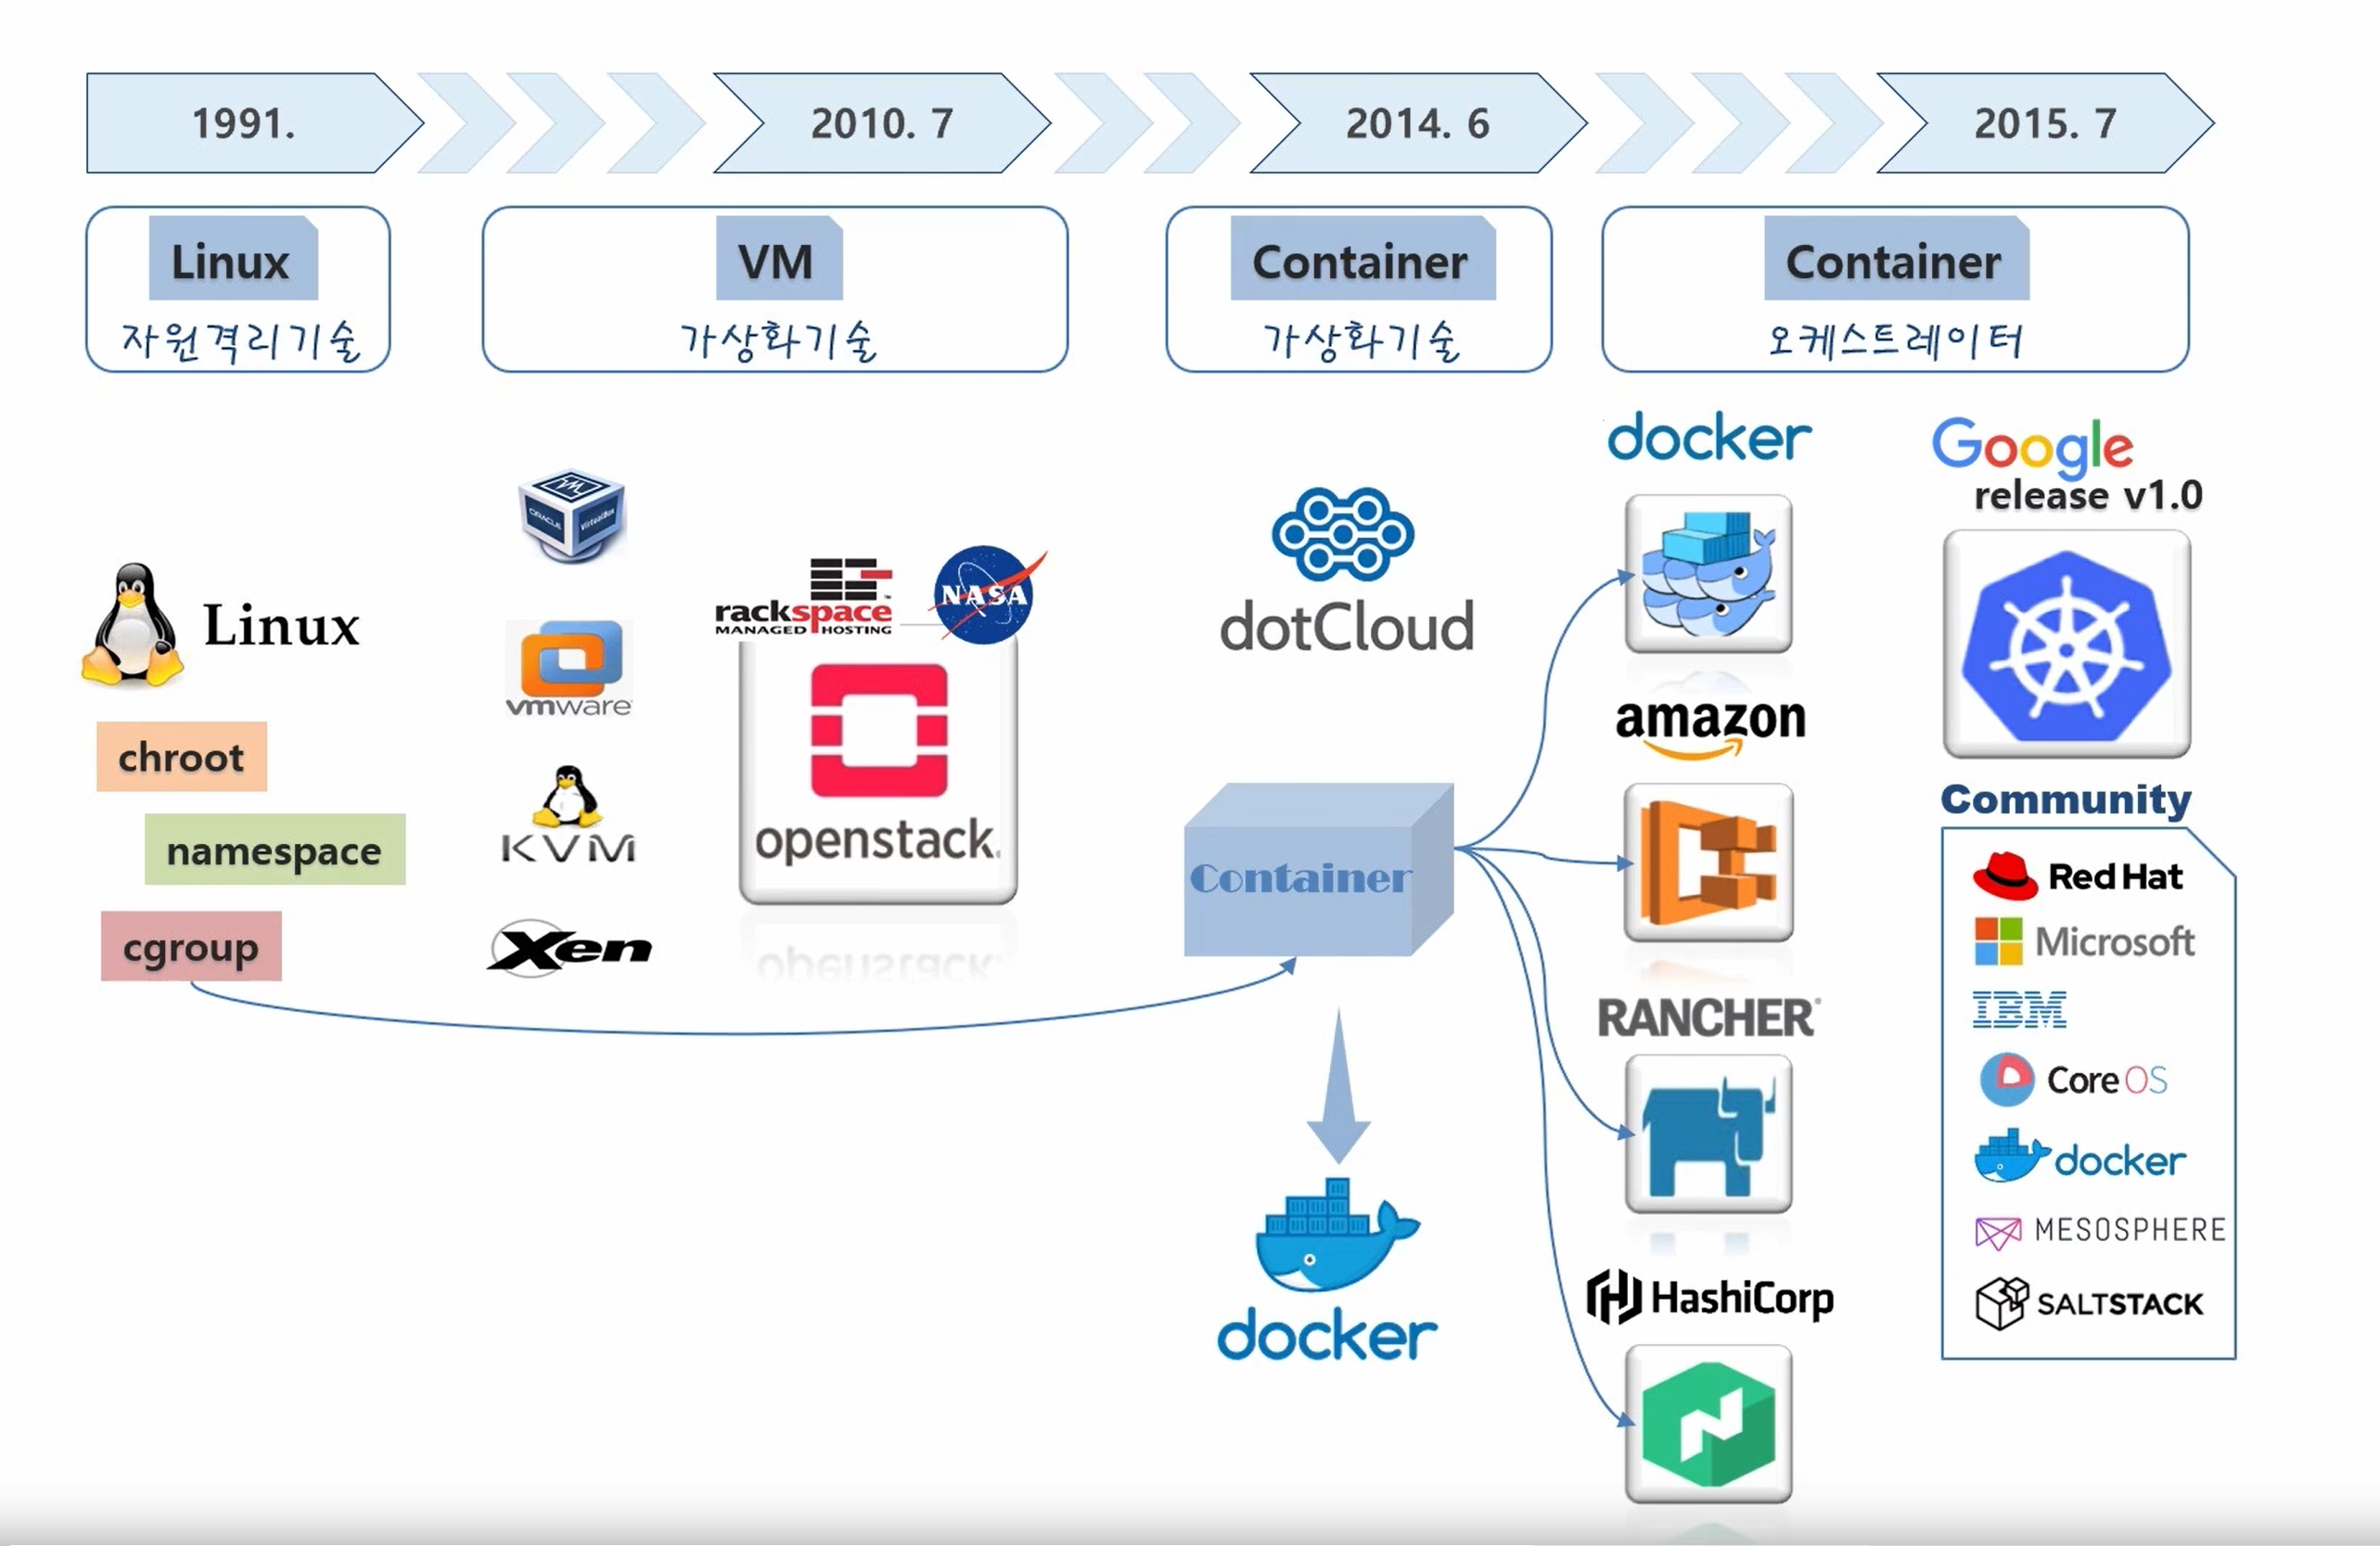 1991.
2010. 7
2014. 6
2015. 7
Linux
자원격리기술
VM
가상화기술
Container
가상화기술
Container
오케스트레이터
Linux
chroot
namespace
cgroup
ORACLE
VirtualBox
vmware
KVM
Xen
rackspace
MANAGED HOSTING
NASA
openstack.
dotCloud
Container
docker
docker
amazon
RANCHER®
HashiCorp
Google
release v1.0
Community
Red Hat
Microsoft
IBM
CoreOS
docker
MESOSPHERE
SALTSTACK